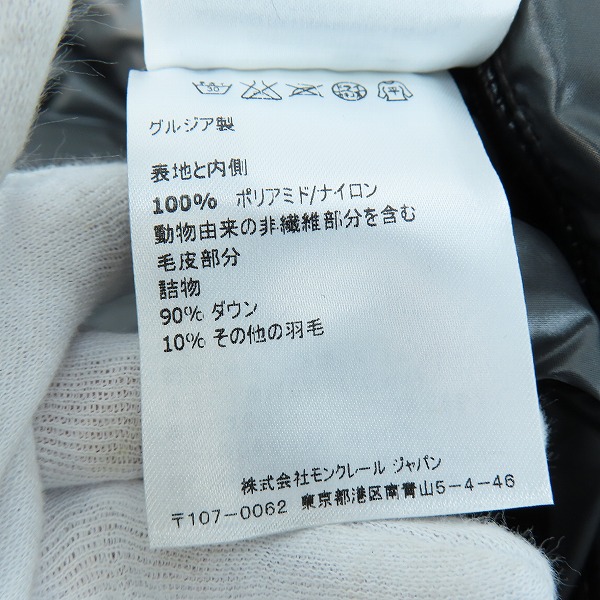 グルジア製
表地と内側
100% ポリアミド/ナイロン
動物由来の非繊維部分を含む
毛皮部分
詰物
90% ダウン
10% その他の羽毛
株式会社モンクレール ジャパン
〒107-0062 東京都港区南青山5-4-46